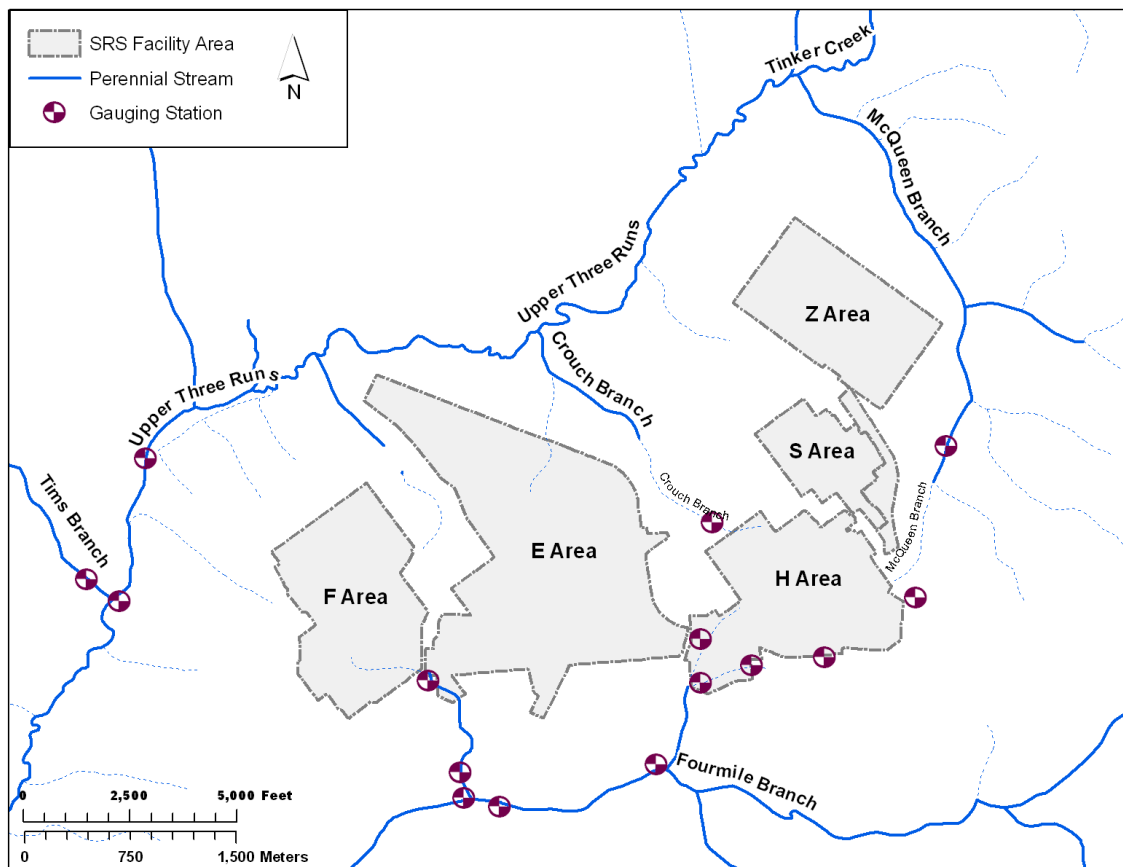 SRS Facility Area
Perennial Stream
Gauging Station
N
Tinker Creek
McQueen Branch
Upper Three Runs
Z Area
Crouch Branch
Upper Three Runs
S Area
Tims Branch
Crouch Branch
McQueen Branch
E Area
H Area
F Area
Fourmile Branch
0 2,500 5,000 Feet
0 750 1,500 Meters